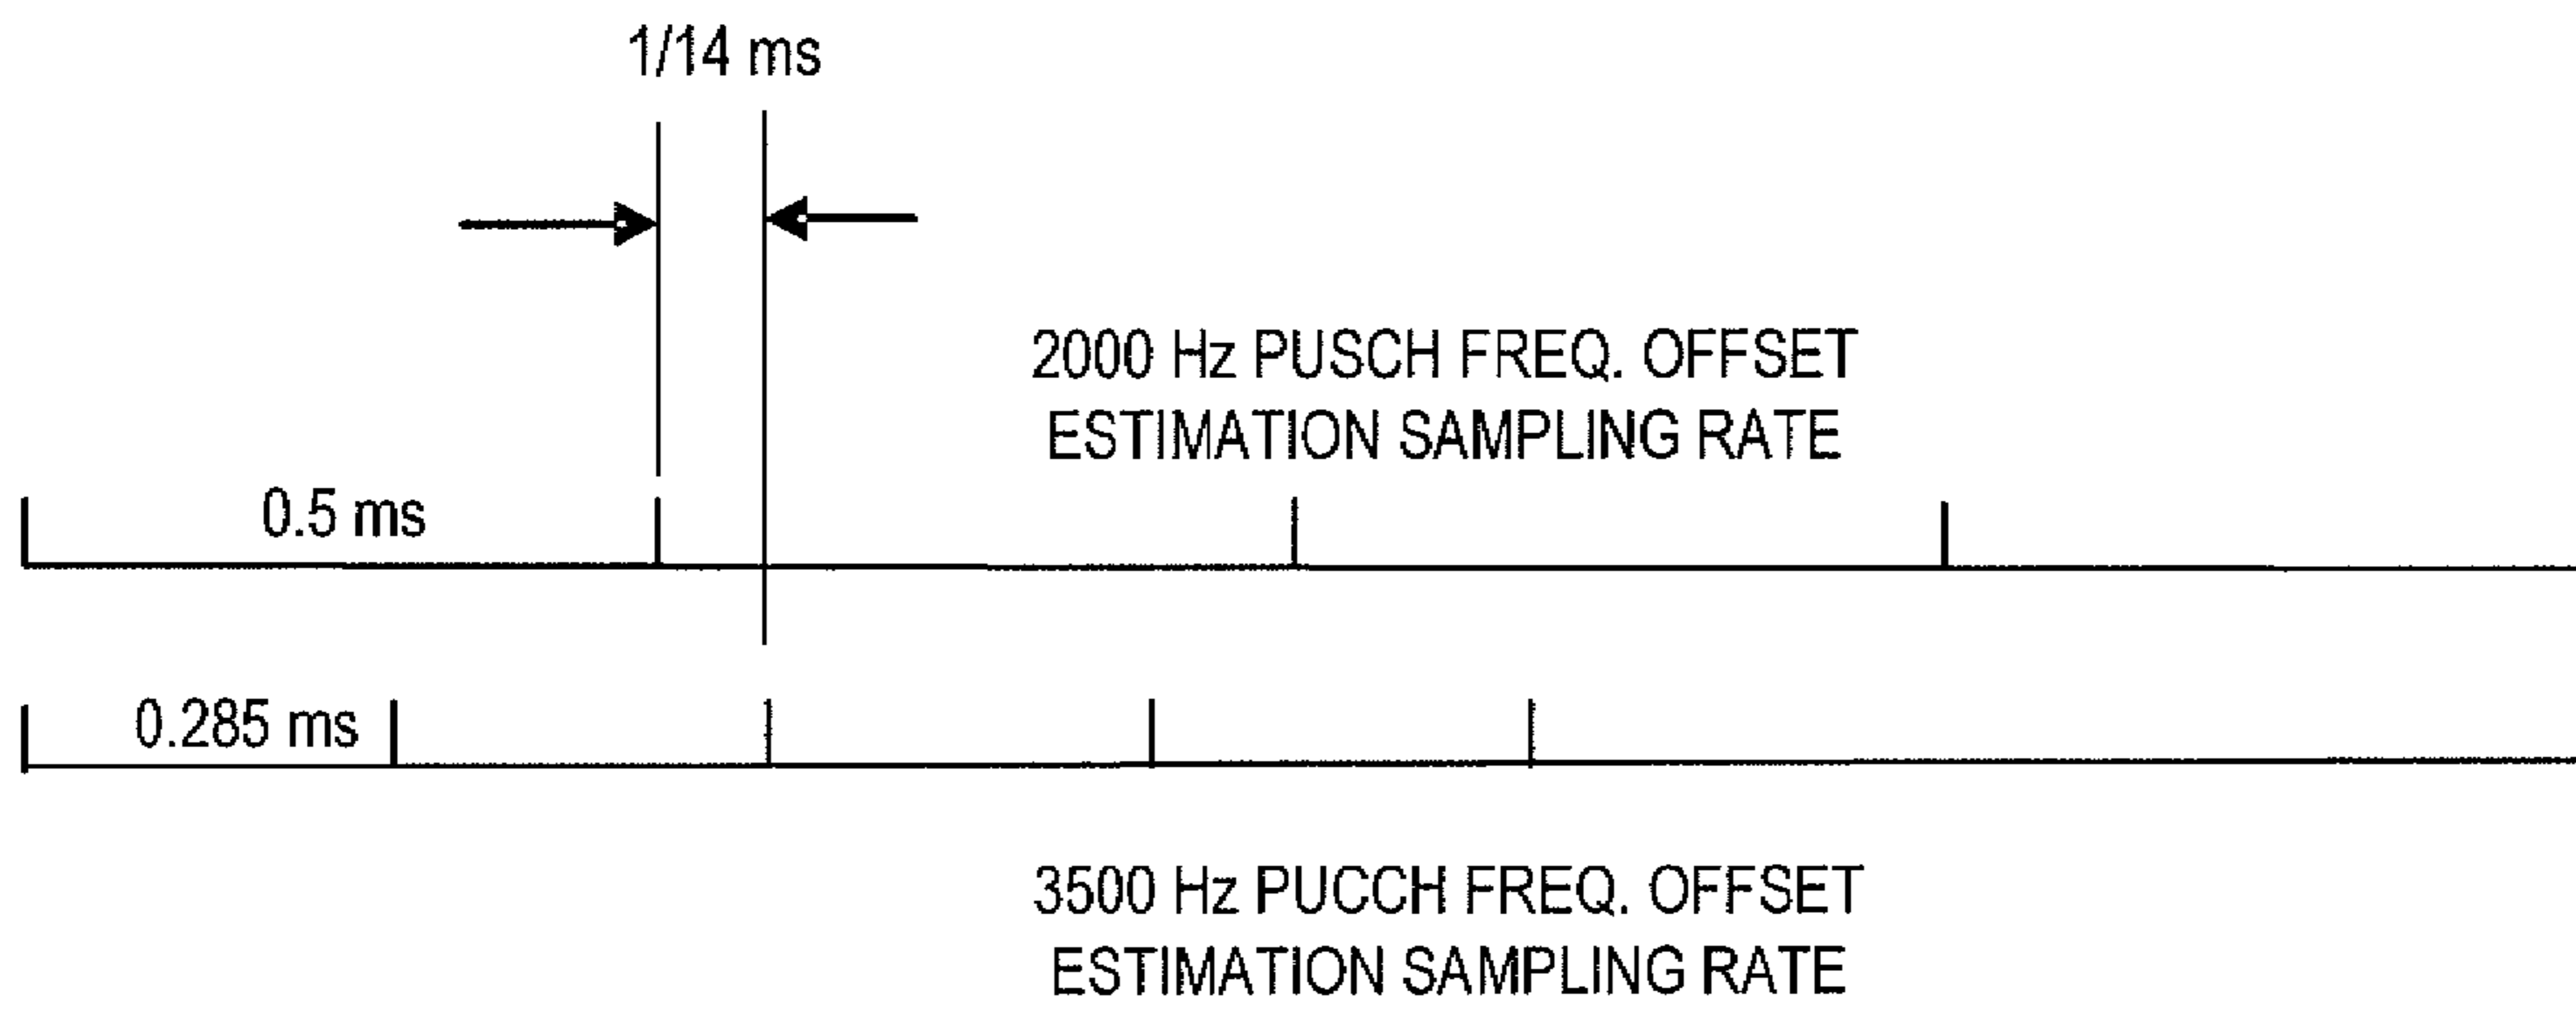 1/14 ms
2000 Hz PUSCH FREQ. OFFSET
ESTIMATION SAMPLING RATE
0.5 ms
0.285 ms
3500 Hz PUCCH FREQ. OFFSET
ESTIMATION SAMPLING RATE